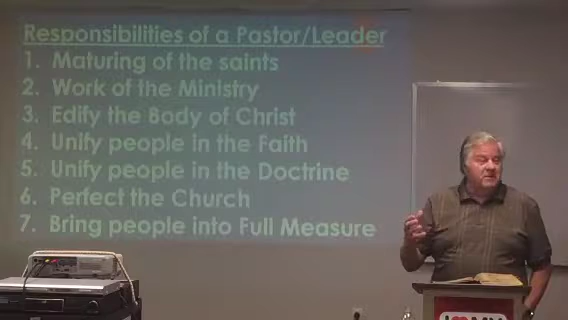 Responsibilities of a Pastor/Leader
1. Maturing of the saints
2. Work of the Ministry
3. Edify the Body of Christ
4. Unify people in the Faith
5. Unify people in the Doctrine
6. Perfect the Church
7. Bring people into Full Measure